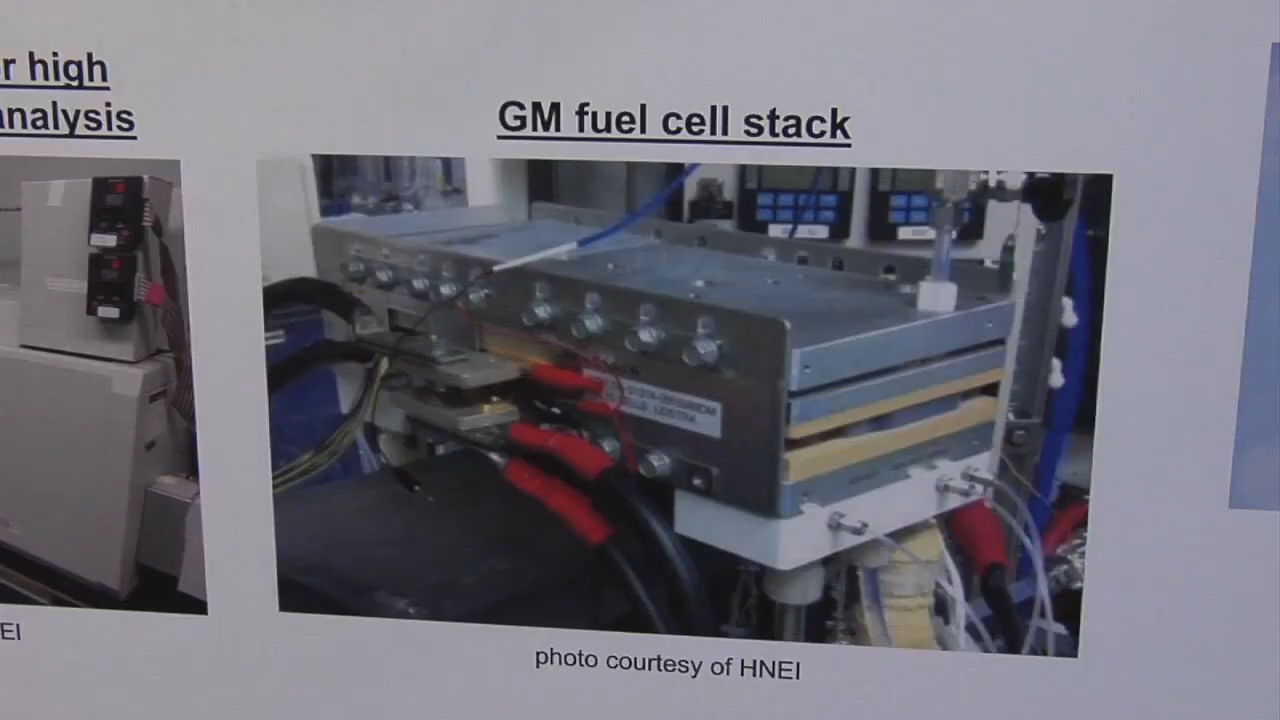 r high
analysis
GM fuel cell stack
EI
photo courtesy of HNEI